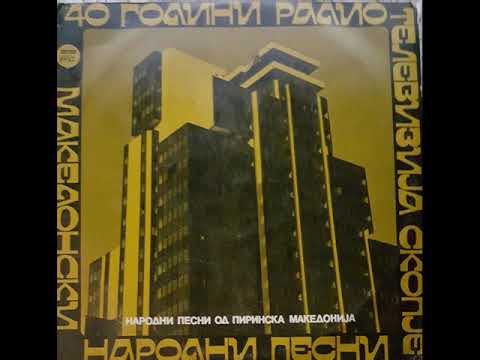 40 ГОДИНИ РАДИО
ТЕЛЕВИЗИЈА СКОПЈЕ
МАКЕДОНСКИ
НАРОДНИ ПЕСНИ
НАРОДНИ ПЕСНИ ОД ПИРИНСКА МАКЕДОНИЈА